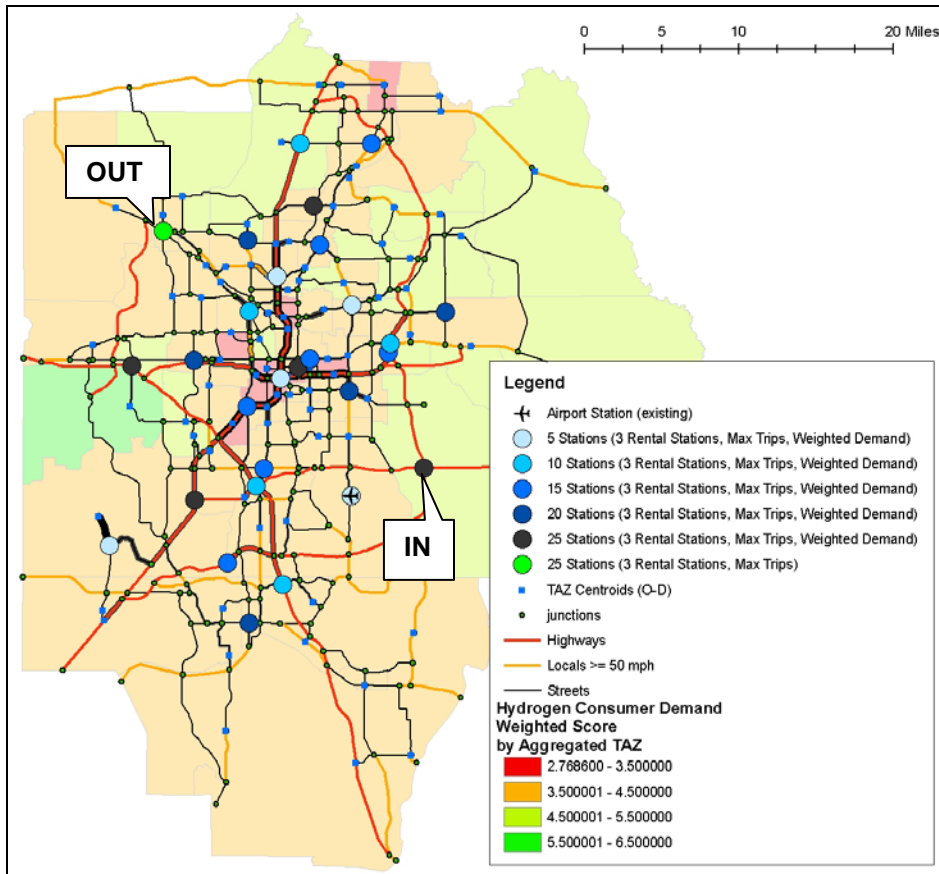 0 5 10 20 Miles
OUT
IN
Legend
Airport Station (existing)
5 Stations (3 Rental Stations, Max Trips, Weighted Demand)
10 Stations (3 Rental Stations, Max Trips, Weighted Demand)
15 Stations (3 Rental Stations, Max Trips, Weighted Demand)
20 Stations (3 Rental Stations, Max Trips, Weighted Demand)
25 Stations (3 Rental Stations, Max Trips, Weighted Demand)
25 Stations (3 Rental Stations, Max Trips)
TAZ Centroids (O-D)
junctions
Highways
Locals >= 50 mph
Streets
Hydrogen Consumer Demand
Weighted Score
by Aggregated TAZ
2.768600 - 3.500000
3.500001 - 4.500000
4.500001 - 5.500000
5.500001 - 6.500000